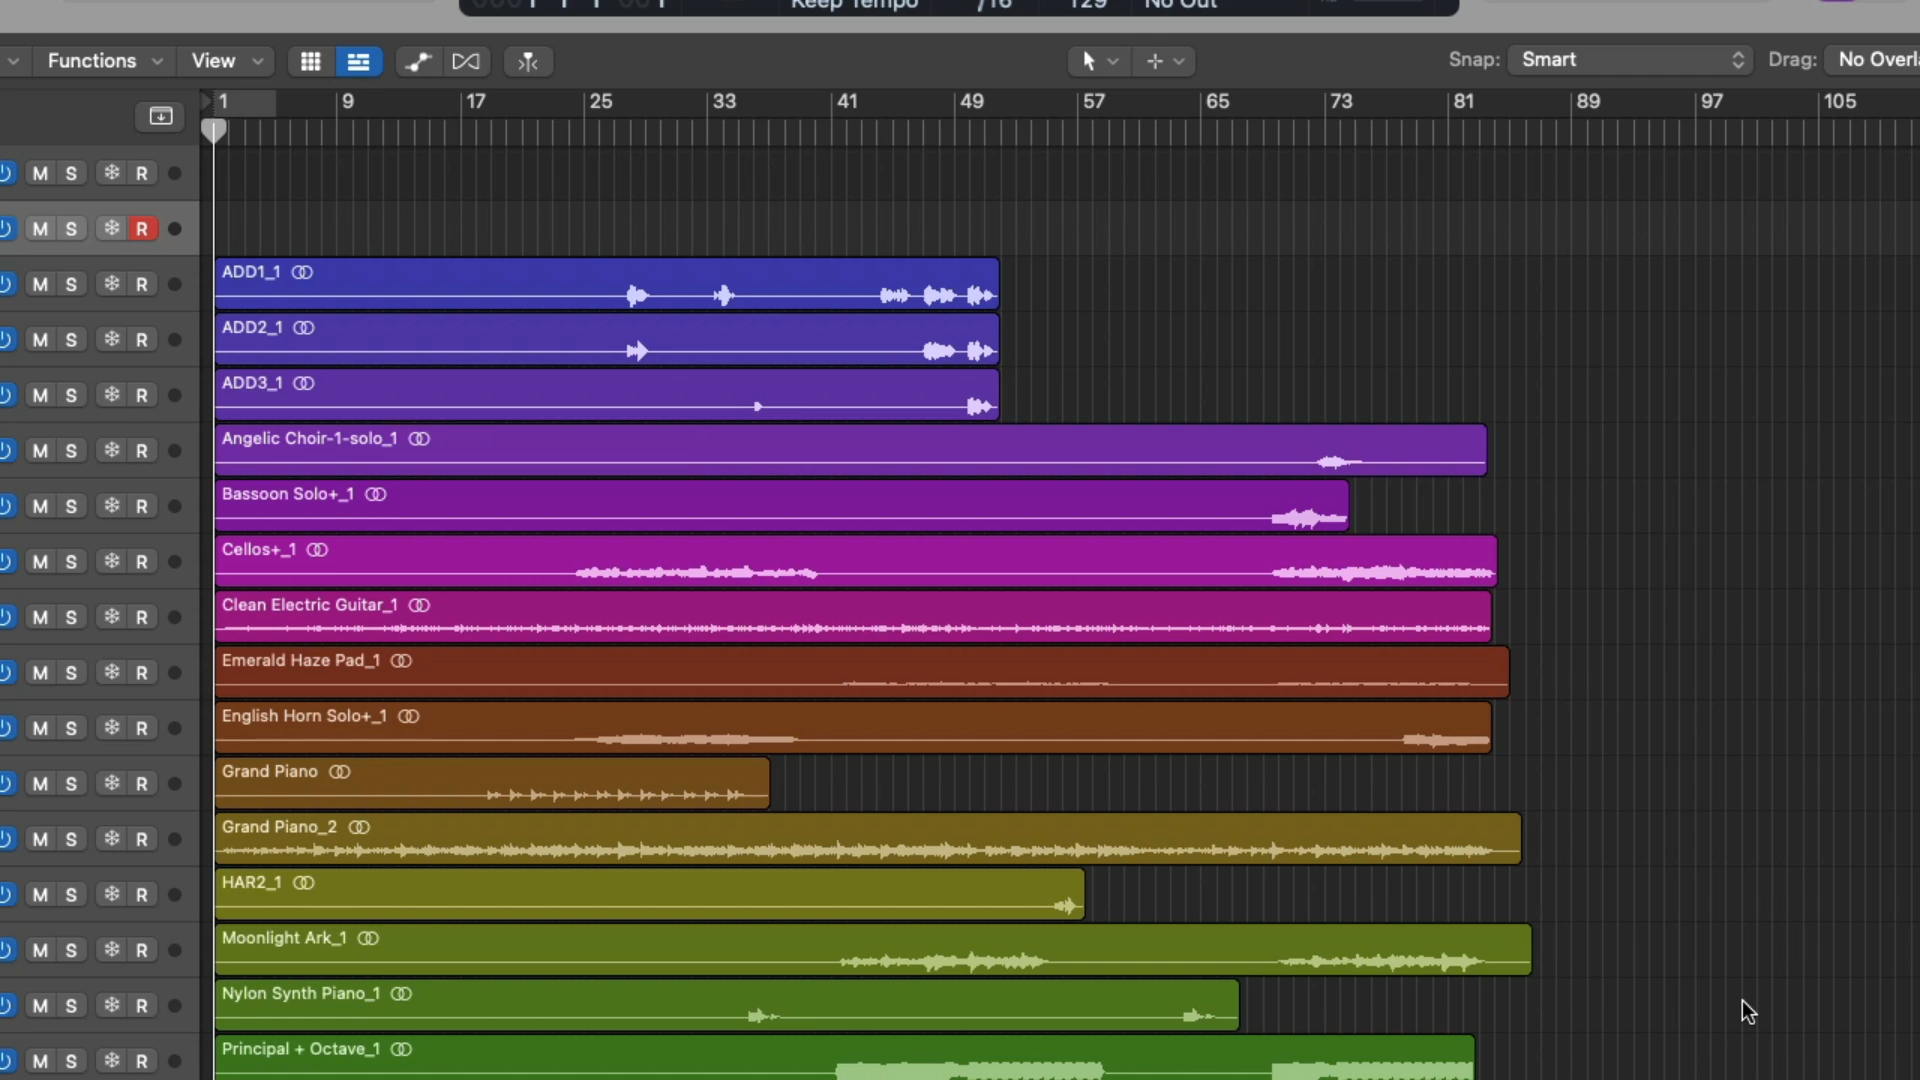 Keep Tempo /16 129 No Out
Functions View Snap: Smart Drag: No Overla
1 9 17 25 33 41 49 57 65 73 81 89 97 105
M S R
M S R
ADD1_1
M S R
ADD2_1
M S R
ADD3_1
M S R
Angelic Choir-1-solo_1
M S R
Bassoon Solo+_1
M S R
Cellos+_1
M S R
Clean Electric Guitar_1
M S R
Emerald Haze Pad_1
M S R
English Horn Solo+_1
M S R
Grand Piano
M S R
Grand Piano_2
M S R
HAR2_1
M S R
Moonlight Ark_1
M S R
Nylon Synth Piano_1
M S R
Principal + Octave_1
M S R